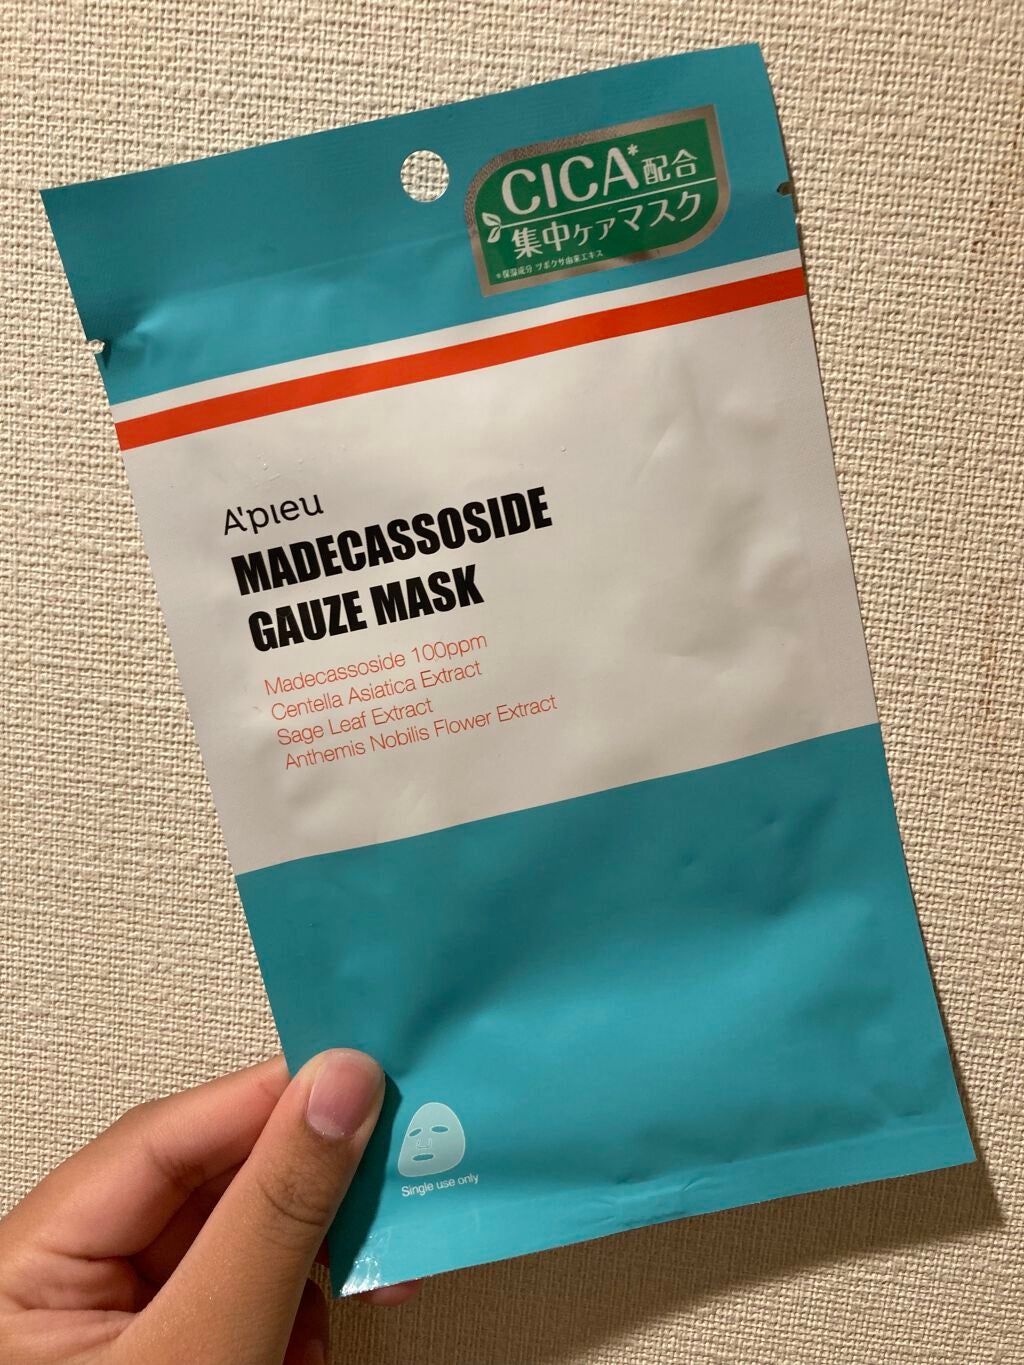 CICA*配合
集中ケアマスク
*保湿成分 ツボクサ由来エキス
A'pieu
MADECASSOSIDE
GAUZE MASK
Madecassoside 100ppm
Centella Asiatica Extract
Sage Leaf Extract
Anthemis Nobilis Flower Extract
Single use only